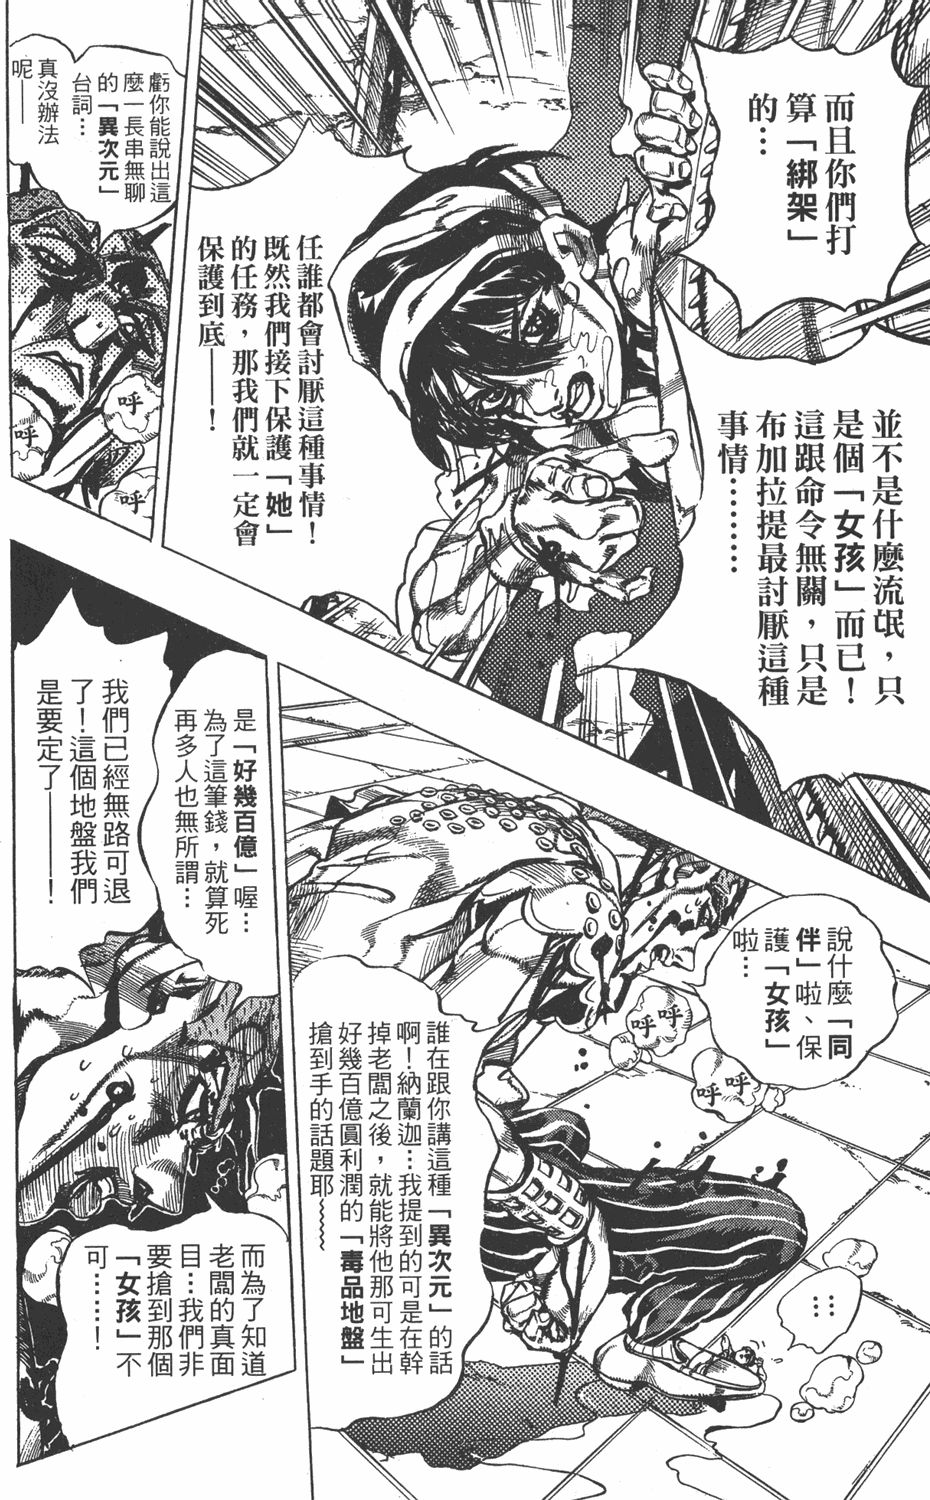 而且你們打
算「綁架」
的…
並不是什麼流氓，只
是個「女孩」而已！
這跟命令無關，只是
布加拉提最討厭這種
事情………
任誰都會討厭這種事情！
既然我們接下保護「她」
的任務，那我們就一定會
保護到底——！
虧你能說出這
麼一長串無聊
的「異次元」
台詞…
真沒辦法
呢——
呼
呼
呼
說什麼「同
伴」啦、保
護「女孩」
啦…
呼
呼
呼
呼
…
誰在跟你講這種「異次元」的話
啊！納蘭迦…我提到的可是在幹
掉老闆之後，就能將他那可生出
好幾百億圓利潤的「毒品地盤」
搶到手的話題耶～～
是「好幾百億」喔…
為了這筆錢，就算死
再多人也無所謂…
我們已經無路可退
了！這個地盤我們
是要定了——！
而為了知道
老闆的真面
目…我們非
要搶到那個
「女孩」不
可……！